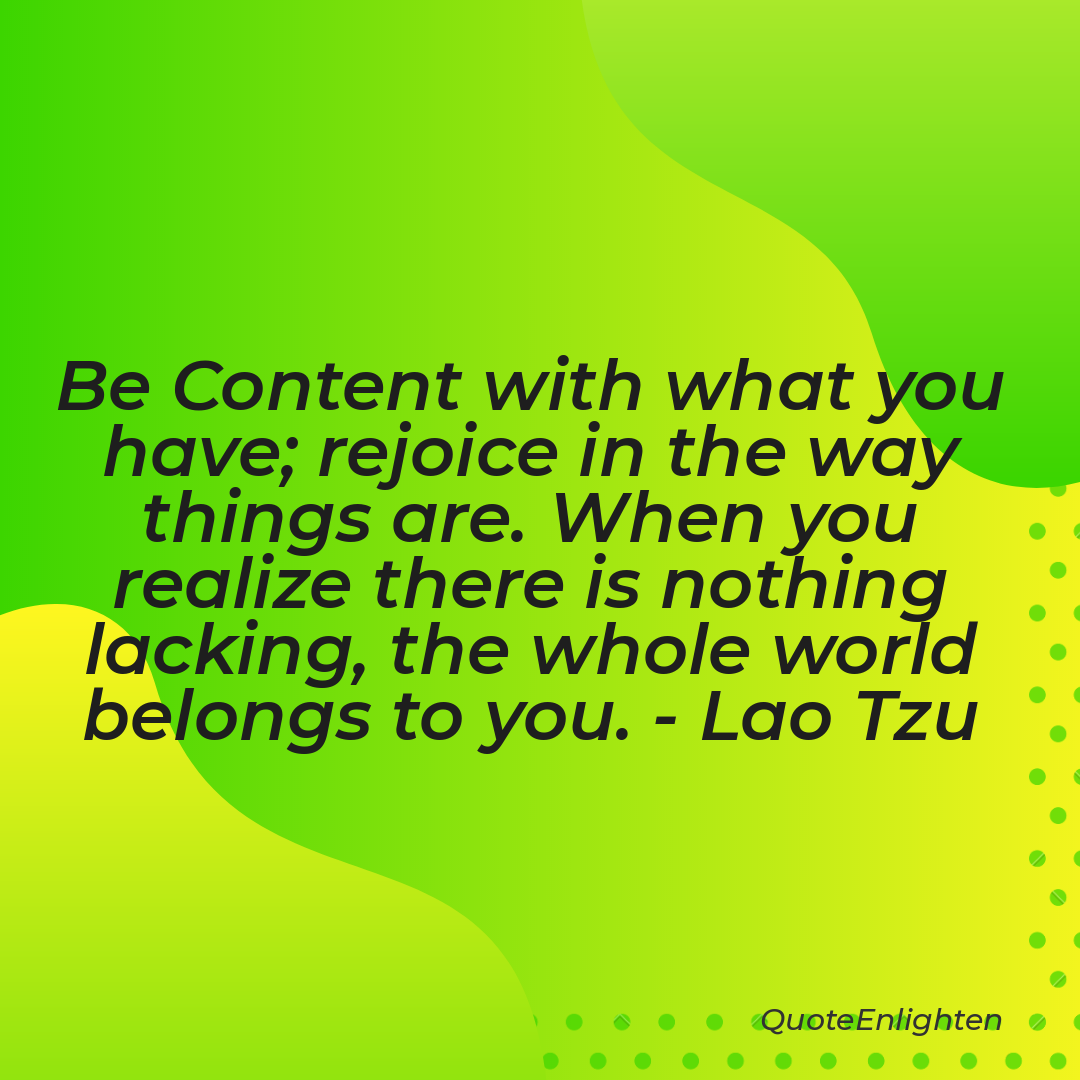 Be Content with what you
have; rejoice in the way
things are. When you
realize there is nothing
lacking, the whole world
belongs to you. - Lao Tzu
QuoteEnlighten